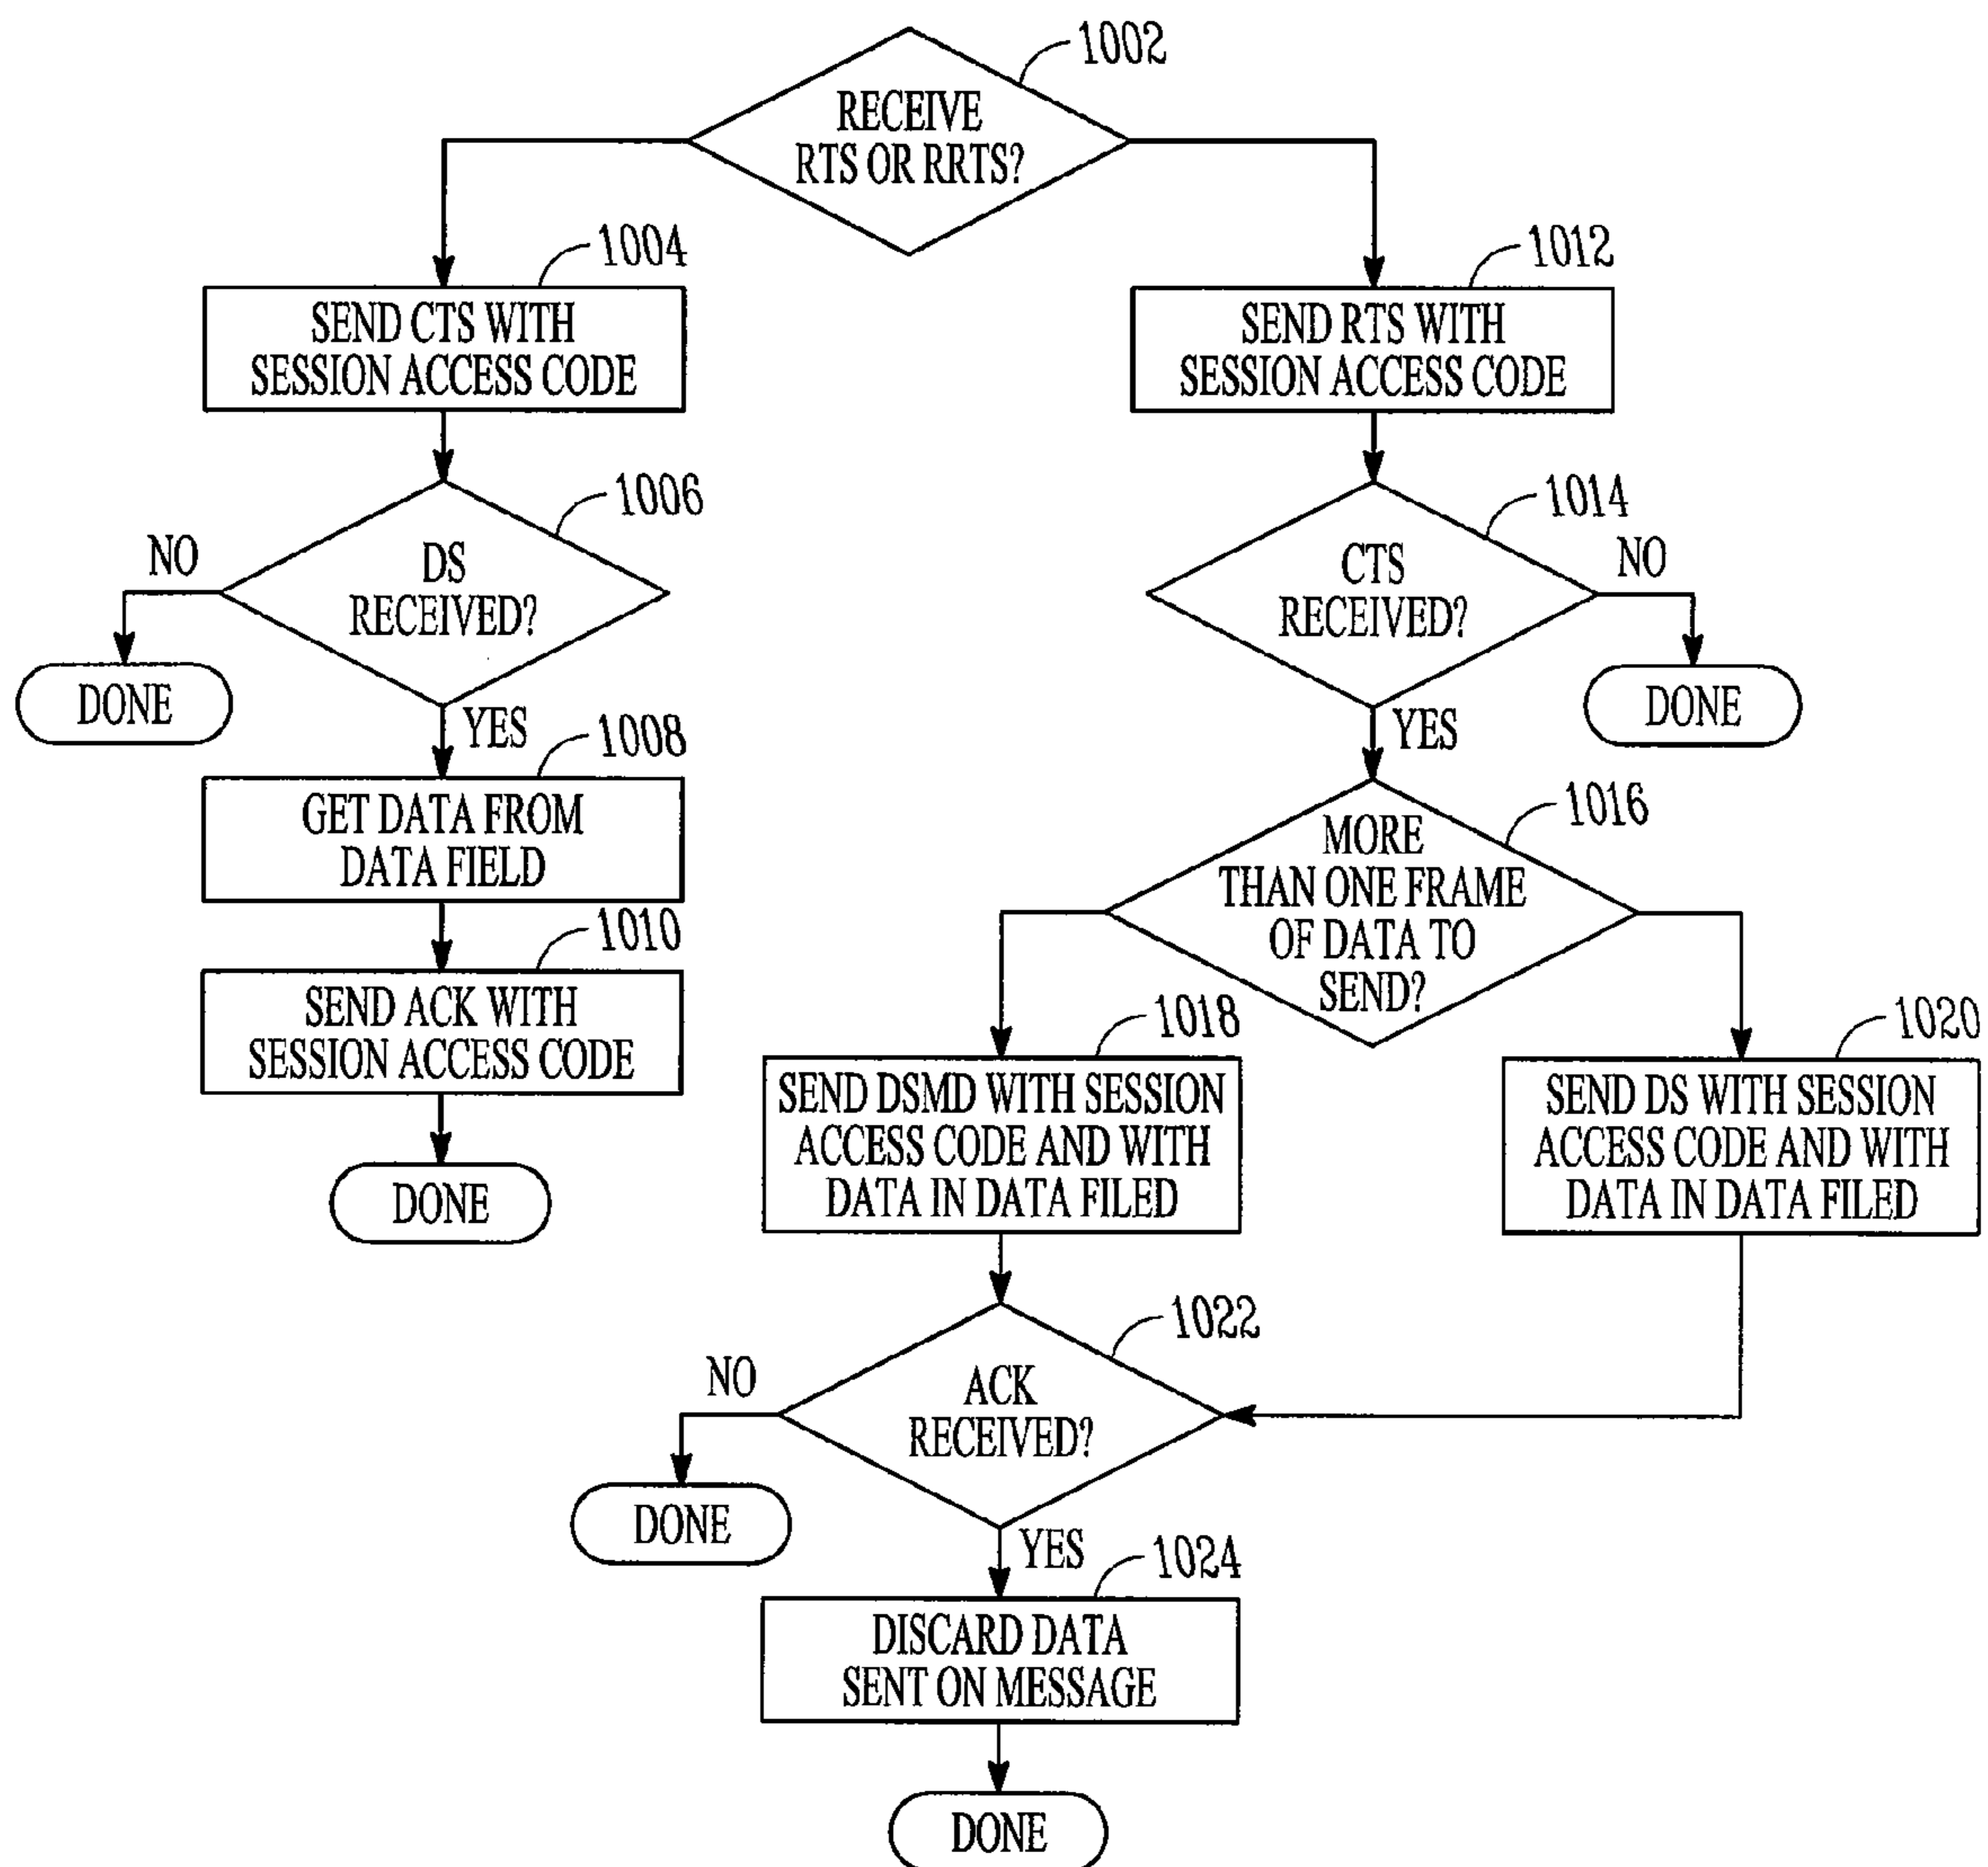 1002
RECEIVE
RTS OR RRTS?
1004
SEND CTS WITH
SESSION ACCESS CODE
1012
SEND RTS WITH
SESSION ACCESS CODE
1006
DS
RECEIVED?
NO
DONE
YES
1014
CTS
RECEIVED?
NO
DONE
YES
1008
GET DATA FROM
DATA FIELD
1010
SEND ACK WITH
SESSION ACCESS CODE
DONE
1016
MORE
THAN ONE FRAME
OF DATA TO
SEND?
1018
SEND DSMD WITH SESSION
ACCESS CODE AND WITH
DATA IN DATA FILED
1020
SEND DS WITH SESSION
ACCESS CODE AND WITH
DATA IN DATA FILED
1022
ACK
RECEIVED?
NO
DONE
YES
1024
DISCARD DATA
SENT ON MESSAGE
DONE